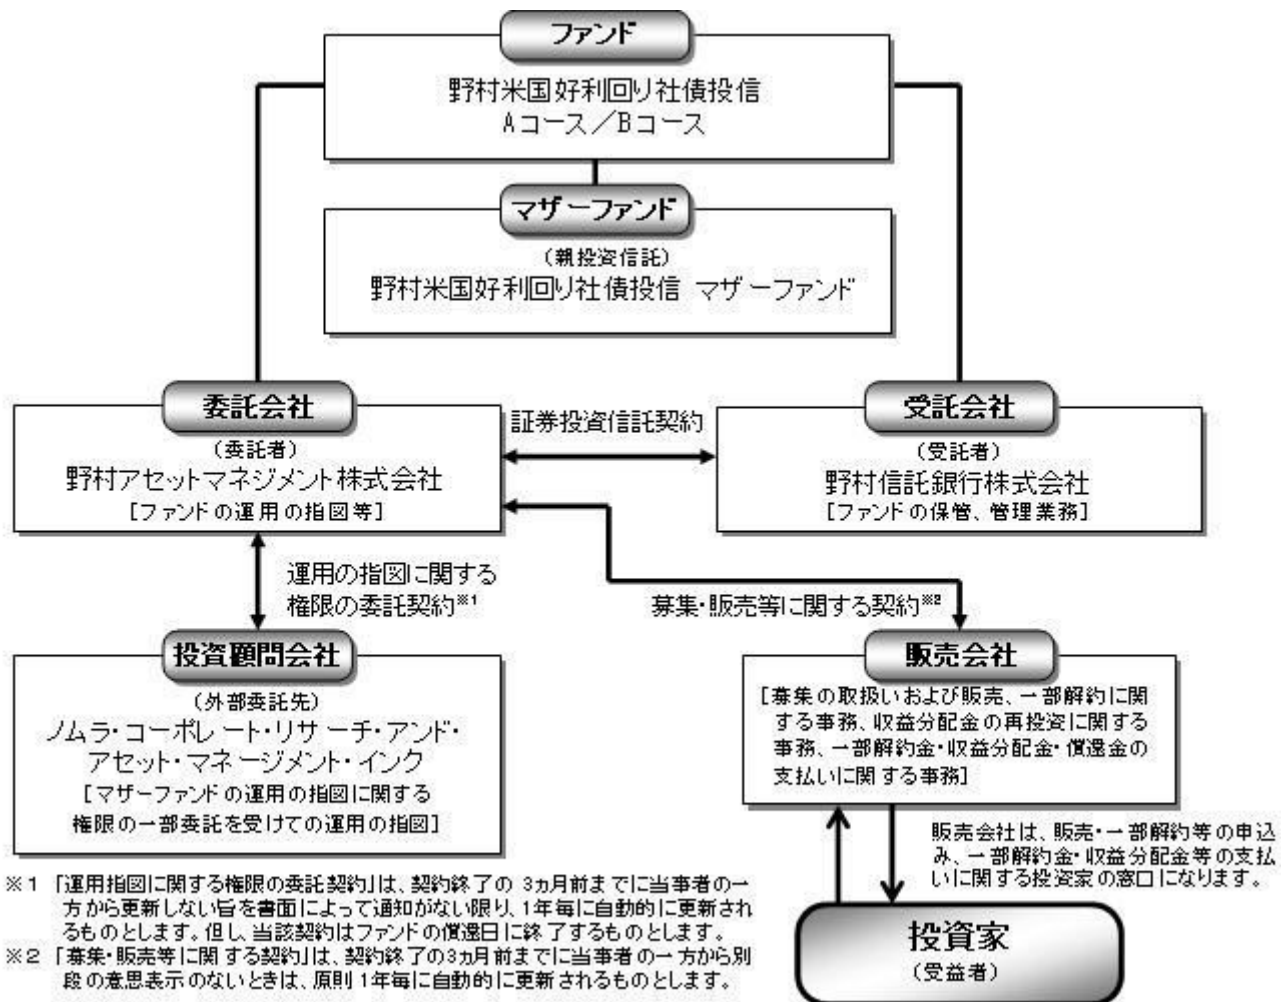 ファンド
野村米国好利回り社債投信
Aコース／Bコース
マザーファンド
(親投資信託)
野村米国好利回り社債投信 マザーファンド
委託会社
(委託者)
野村アセットマネジメント株式会社
[ファンドの運用の指図等]
証券投資信託契約
受託会社
(受託者)
野村信託銀行株式会社
[ファンドの保管、管理業務]
運用の指図に関する
権限の委託契約※1
募集・販売等に関する契約※2
投資顧問会社
(外部委託先)
ノムラ・コーポレート・リサーチ・アンド・
アセット・マネージメント・インク
[マザーファンドの運用の指図に関する
権限の一部委託を受けての運用の指図]
販売会社
[募集の取扱いおよび販売、一部解約に関
する事務、収益分配金の再投資に関する
事務、一部解約金・収益分配金・償還金の
支払いに関する事務]
販売会社は、販売・一部解約等の申込
み、一部解約金・収益分配金等の支払
いに関する投資家の窓口になります。
投資家
(受益者)
※1 「運用指図に関する権限の委託契約」は、契約終了の 3ヵ月前までに当事者の一
方から更新しない旨を書面によって通知がない限り、1年毎に自動的に更新され
るものとします。但し、当該契約はファンドの償還日に終了するものとします。
※2 「募集・販売等に関する契約」は、契約終了の3ヵ月前までに当事者の一方から別
段の意思表示のないときは、原則1年毎に自動的に更新されるものとします。